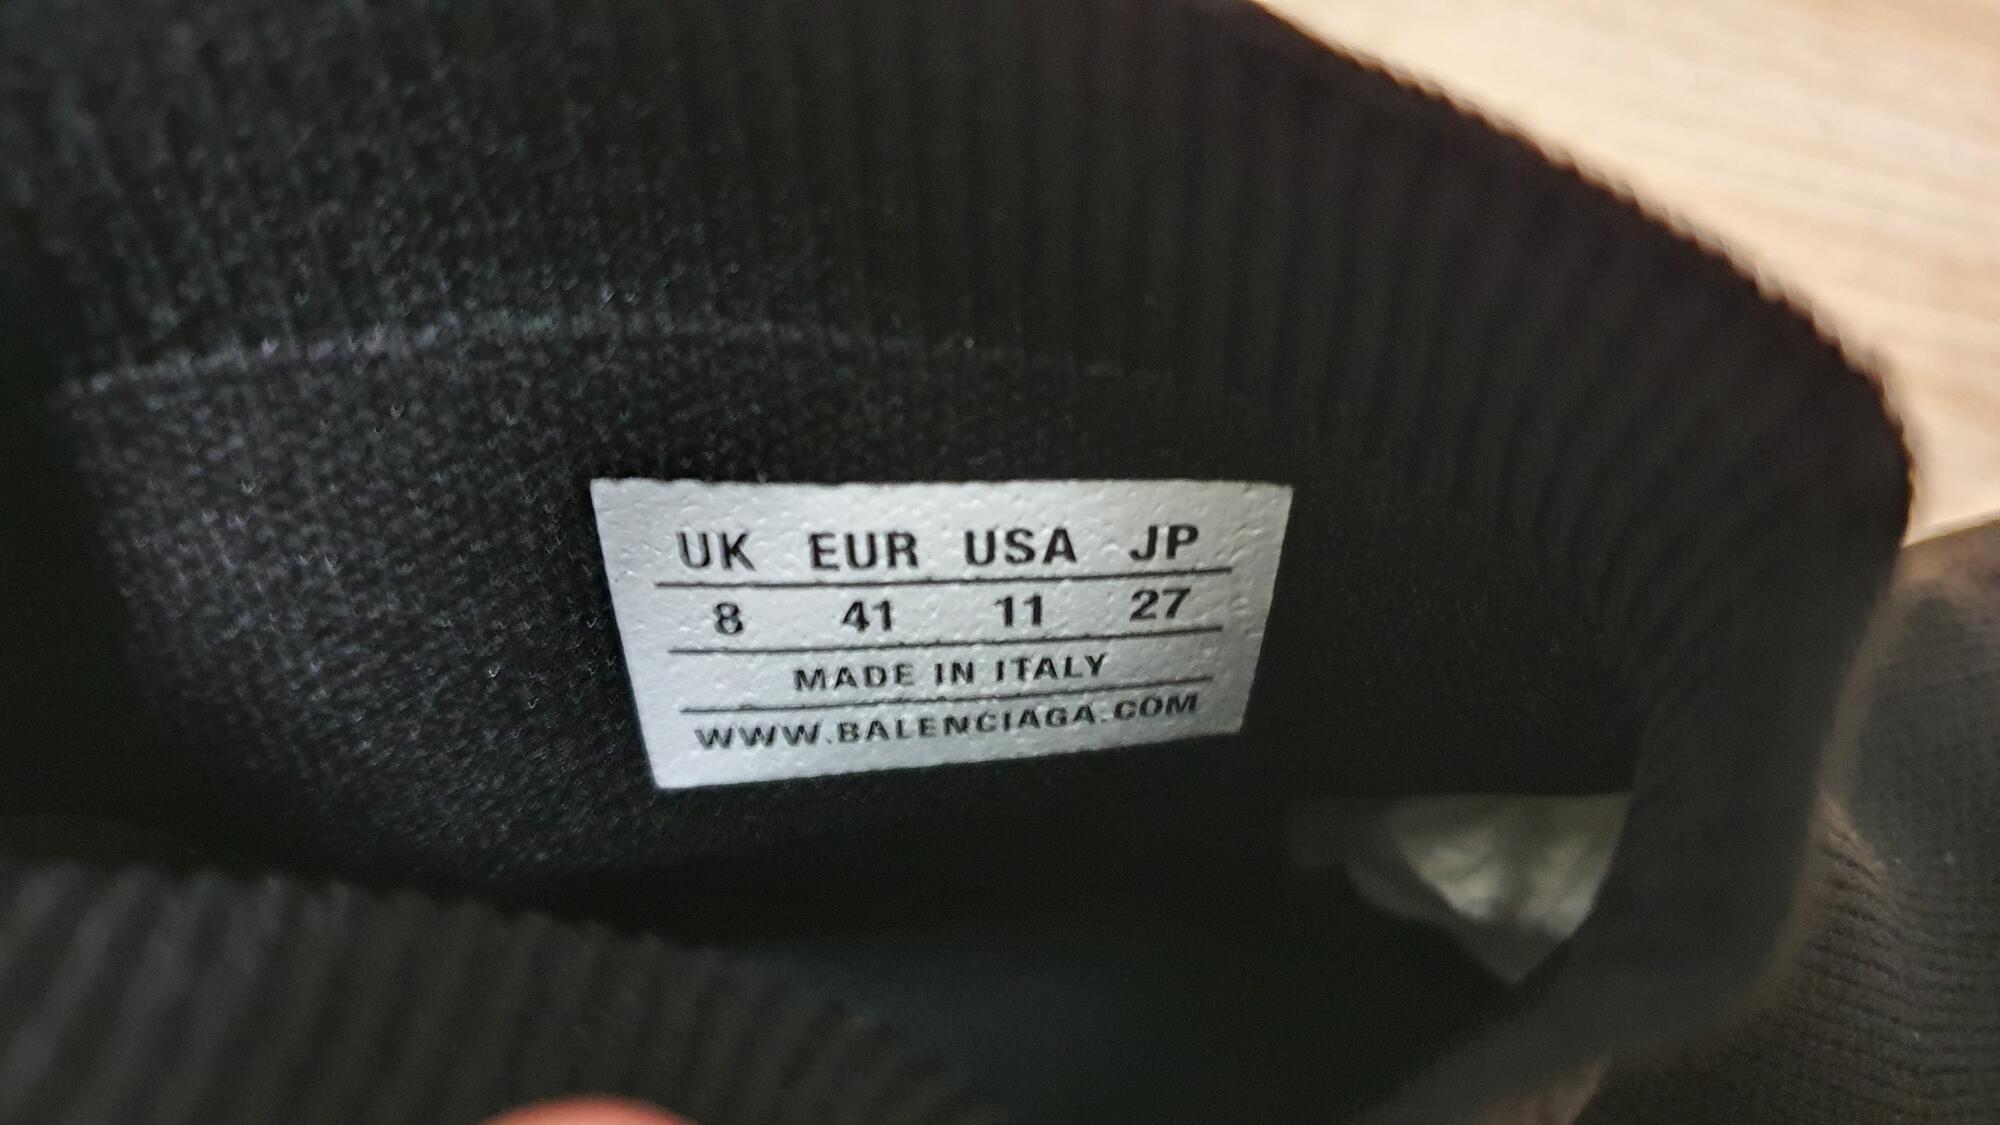 UK EUR USA JP
8 41 11 27
MADE IN ITALY
WWW.BALENCIAGA.COM